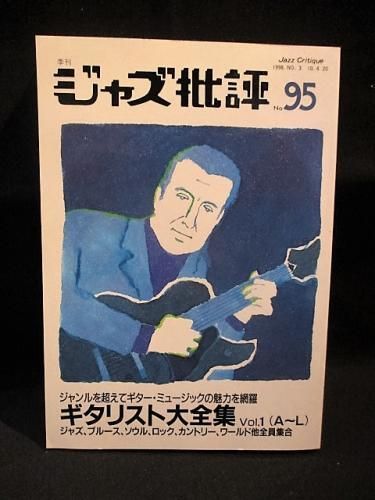 季刊
Jazz Critique
1998. NO. 3 10. 4. 20
ジャズ批評
No. 95
ジャンルを超えてギター・ミュージックの魅力を網羅
ギタリスト大全集 Vol.1 (A〜L)
ジャズ、ブルース、ソウル、ロック、カントリー、ワールド他全員集合